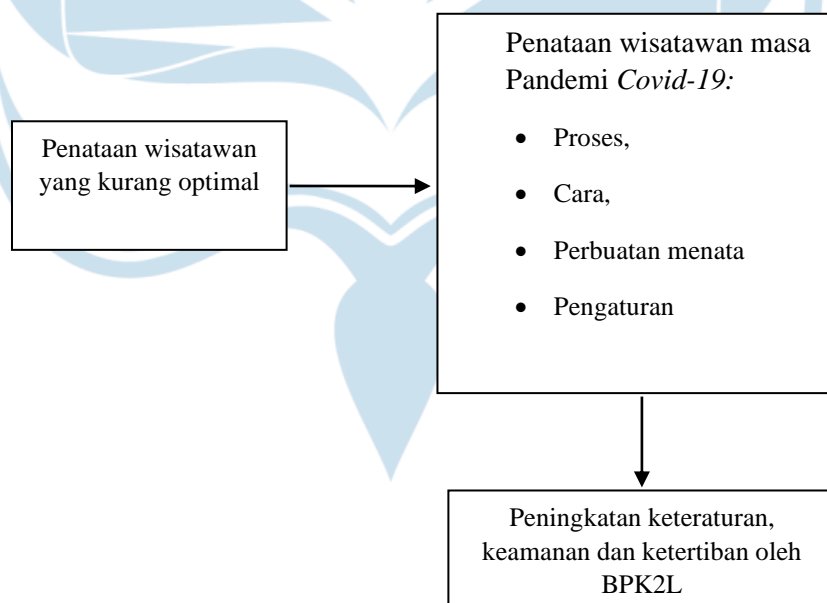 Penataan wisatawan
yang kurang optimal
Penataan wisatawan masa
Pandemi Covid-19:
• Proses,
• Cara,
• Perbuatan menata
• Pengaturan
Peningkatan keteraturan,
keamanan dan ketertiban oleh
BPK2L